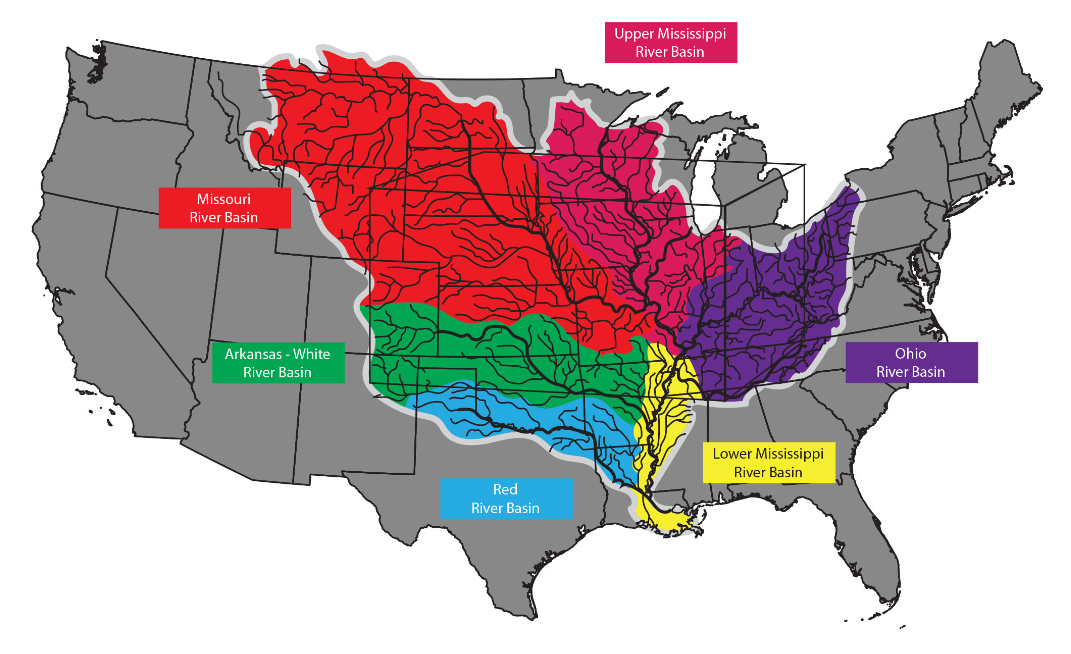 Upper Mississippi
River Basin
Missouri
River Basin
Arkansas - White
River Basin
Ohio
River Basin
Lower Mississippi
River Basin
Red
River Basin